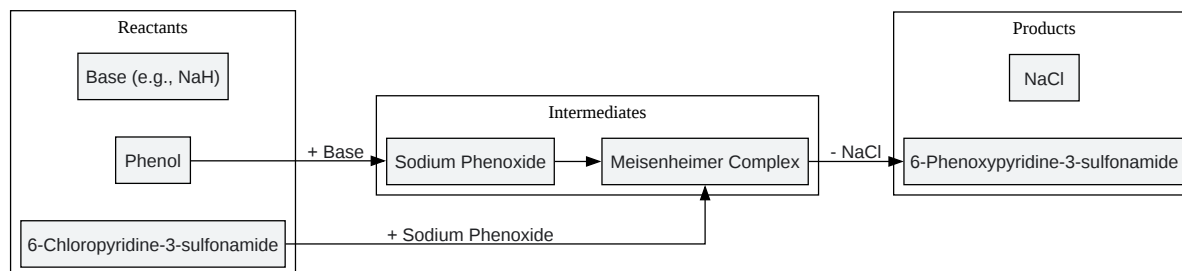 Reactants
Base (e.g., NaH)
Phenol
6-Chloropyridine-3-sulfonamide
+ Base
+ Sodium Phenoxide
Intermediates
Sodium Phenoxide
Meisenheimer Complex
- NaCl
Products
NaCl
6-Phenoxypyridine-3-sulfonamide